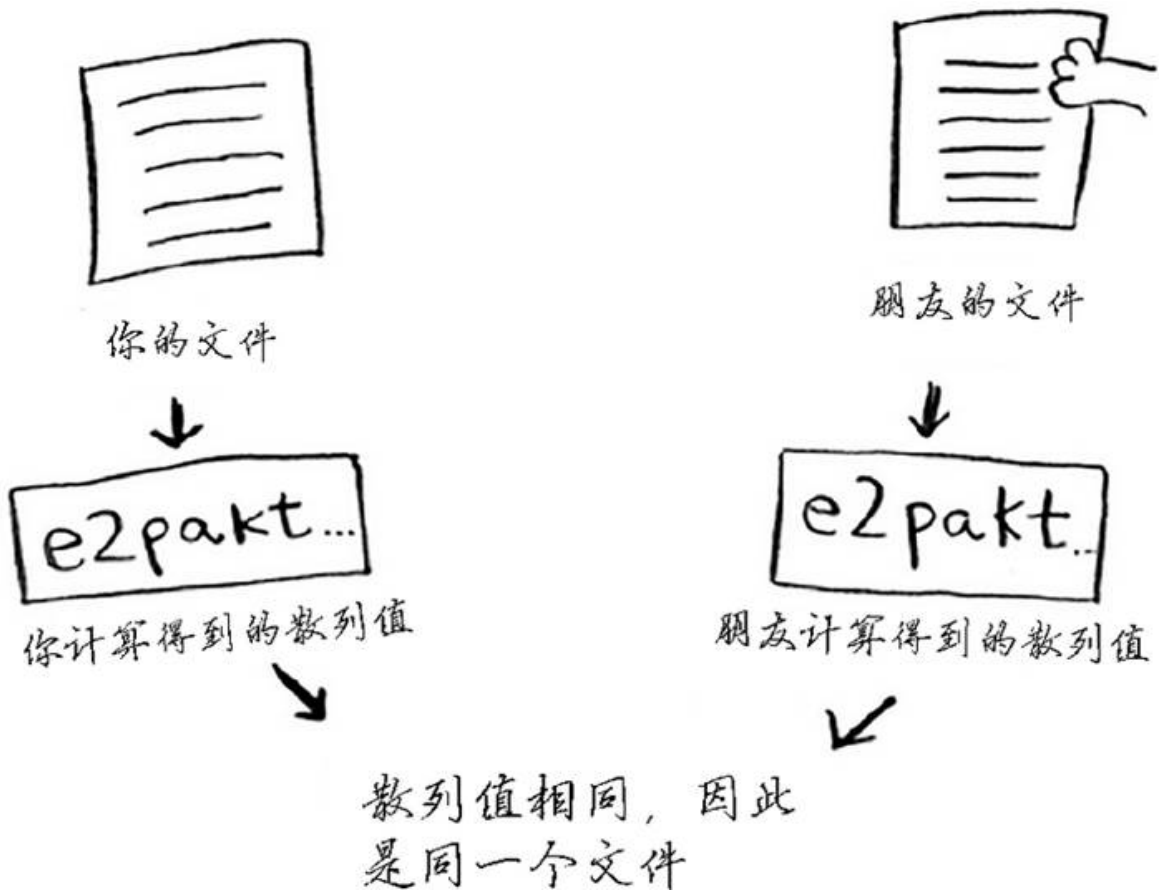 你的文件
朋友的文件
e2pakt...
e2pakt..
你计算得到的散列值
朋友计算得到的散列值
散列值相同，因此
是同一个文件